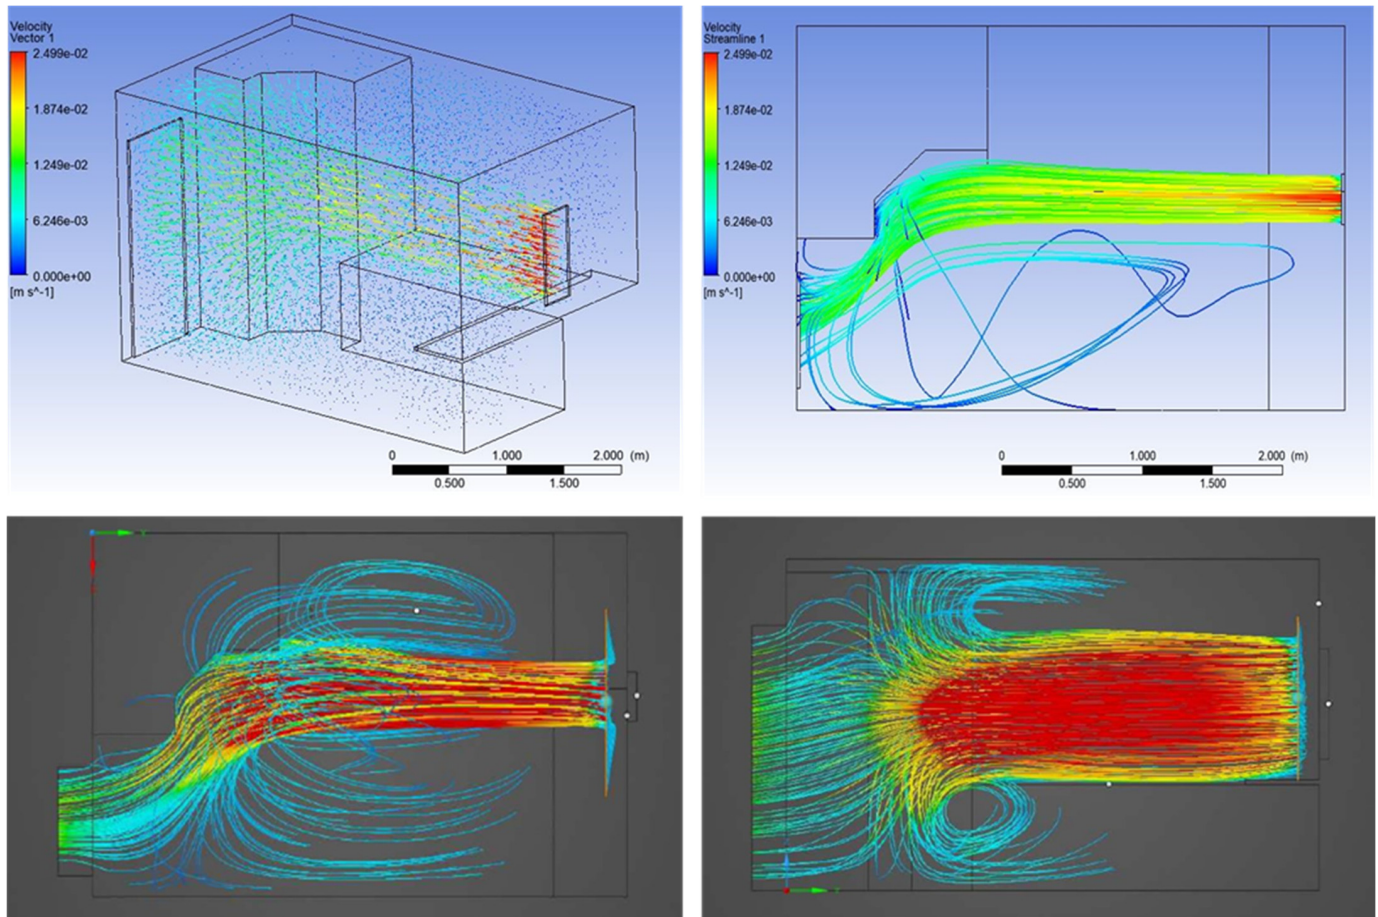 Velocity
Vector 1
2.499e-02
1.874e-02
1.249e-02
6.246e-03
0.000e+00
[m s^-1]
0 1.000 2.000 (m)
0.500 1.500
Velocity
Streamline 1
2.499e-02
1.874e-02
1.249e-02
6.246e-03
0.000e+00
[m s^-1]
0 1.000 2.000 (m)
0.500 1.500